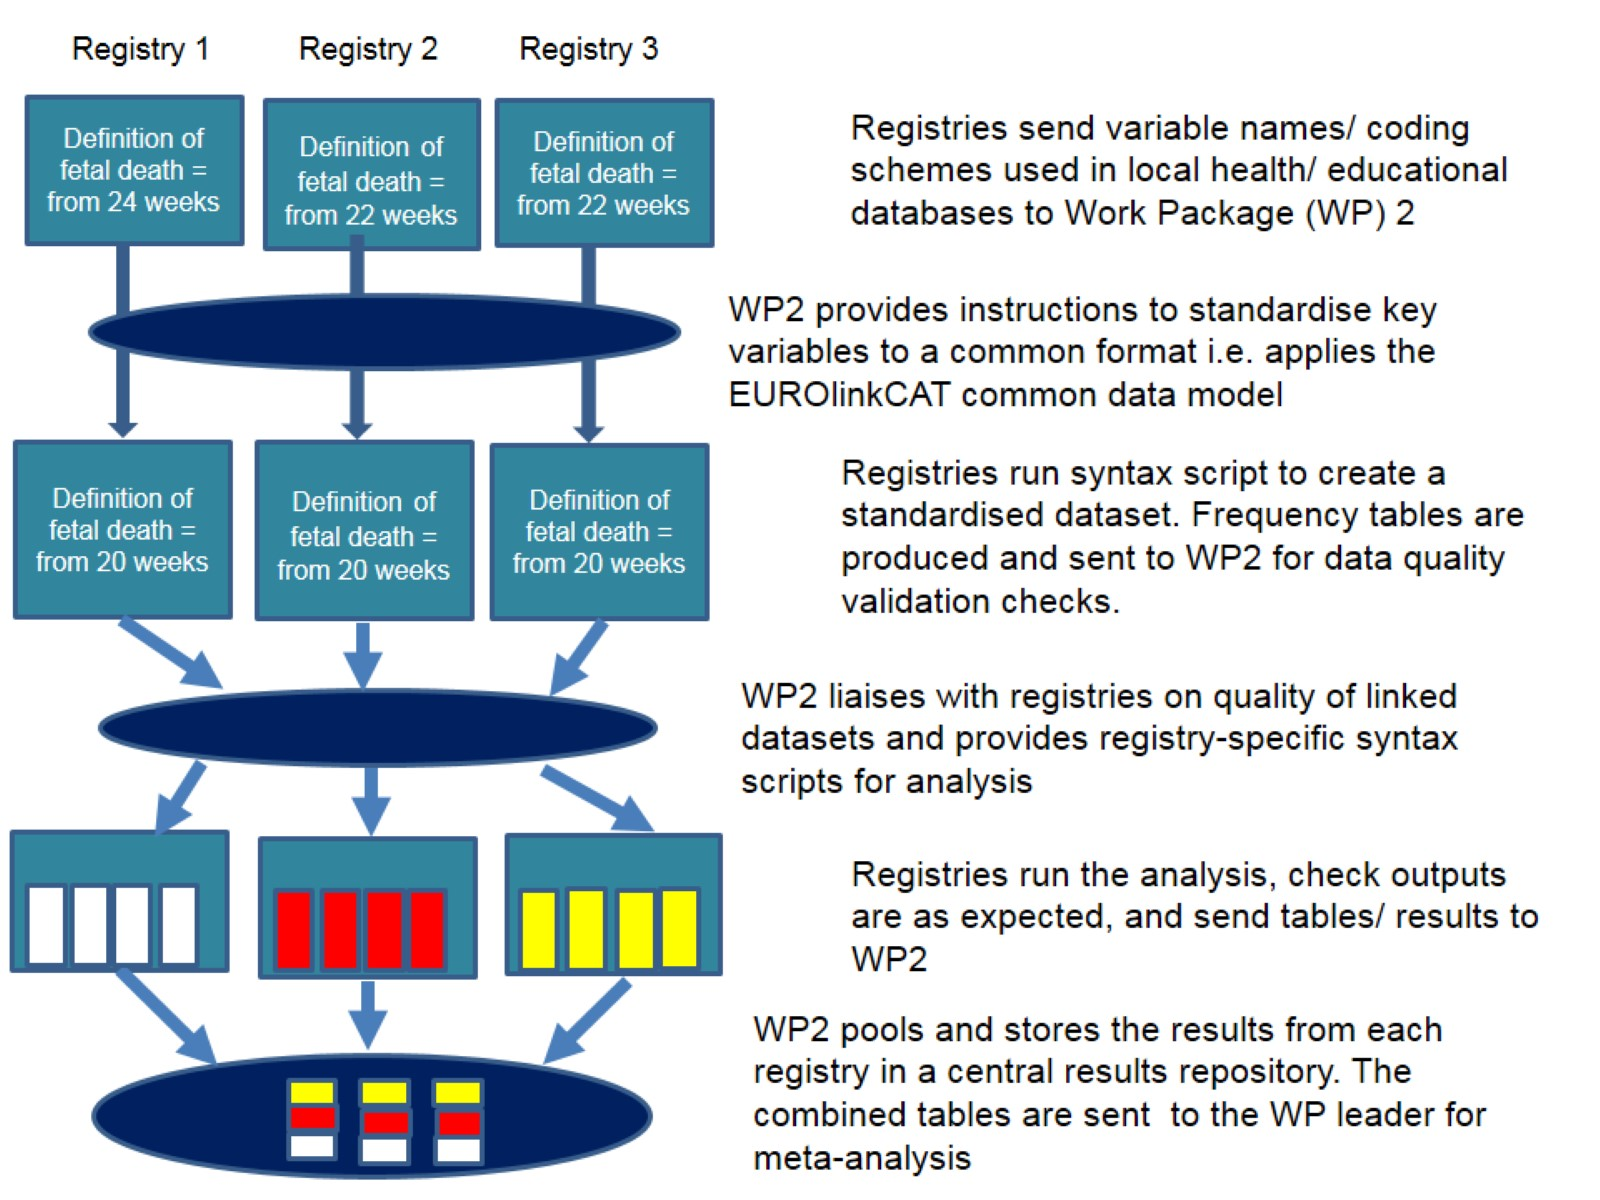 Registry 1
Registry 2
Registry 3
Definition of
fetal death =
from 24 weeks
Definition of
fetal death =
from 22 weeks
Definition of
fetal death =
from 22 weeks
Registries send variable names/ coding
schemes used in local health/ educational
databases to Work Package (WP) 2
WP2 provides instructions to standardise key
variables to a common format i.e. applies the
EUROlinkCAT common data model
Definition of
fetal death =
from 20 weeks
Definition of
fetal death =
from 20 weeks
Definition of
fetal death =
from 20 weeks
Registries run syntax script to create a
standardised dataset. Frequency tables are
produced and sent to WP2 for data quality
validation checks.
WP2 liaises with registries on quality of linked
datasets and provides registry-specific syntax
scripts for analysis
Registries run the analysis, check outputs
are as expected, and send tables/ results to
WP2
WP2 pools and stores the results from each
registry in a central results repository. The
combined tables are sent  to the WP leader for
meta-analysis